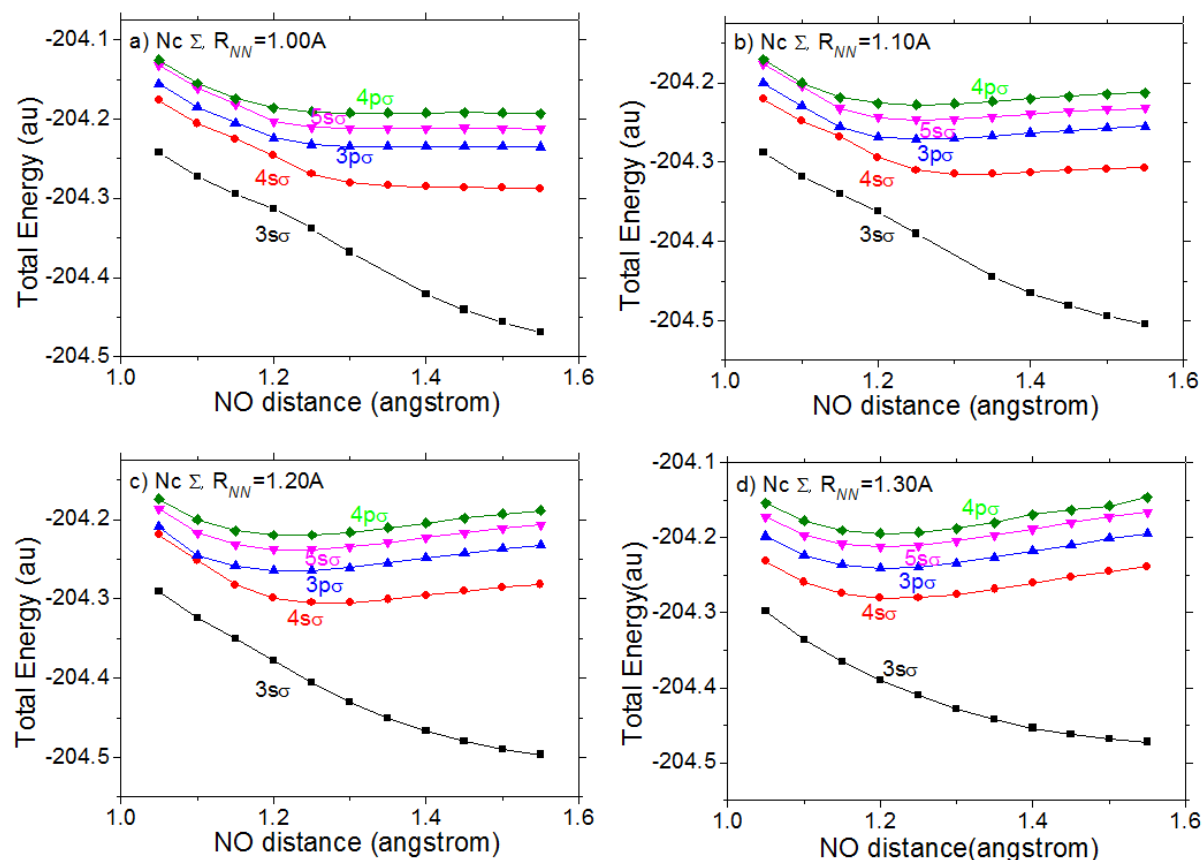 a) Nc Σ, R_NN=1.00A
-204.1
-204.2
-204.3
-204.4
-204.5
Total Energy (au)
4pσ
5sσ
3pσ
4sσ
3sσ
1.0 1.2 1.4 1.6
NO distance (angstrom)
b) Nc Σ, R_NN=1.10A
-204.2
-204.3
-204.4
-204.5
Total Energy (au)
4pσ
5sσ
3pσ
4sσ
3sσ
1.0 1.2 1.4 1.6
NO distance (angstrom)
c) Nc Σ, R_NN=1.20A
-204.2
-204.3
-204.4
-204.5
Total Energy (au)
4pσ
5sσ
3pσ
4sσ
3sσ
1.0 1.2 1.4 1.6
NO distance (angstrom)
d) Nc Σ, R_NN=1.30A
-204.1
-204.2
-204.3
-204.4
-204.5
Total Energy(au)
4pσ
5sσ
3pσ
4sσ
3sσ
1.0 1.2 1.4 1.6
NO distance(angstrom)